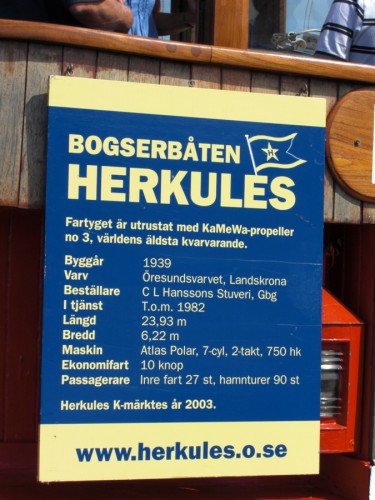 BOGSERBÅTEN
HERKULES
Fartyget är utrustat med KaMeWa-propeller
no 3, världens äldsta kvarvarande.
Byggår 1939
Varv Öresundsvarvet, Landskrona
Beställare C L Hanssons Stuveri, Gbg
I tjänst T.o.m. 1982
Längd 23,93 m
Bredd 6,22 m
Maskin Atlas Polar, 7-cyl, 2-takt, 750 hk
Ekonomifart 10 knop
Passagerare Inre fart 27 st, hamnturer 90 st
Herkules K-märktes år 2003.
www.herkules.o.se